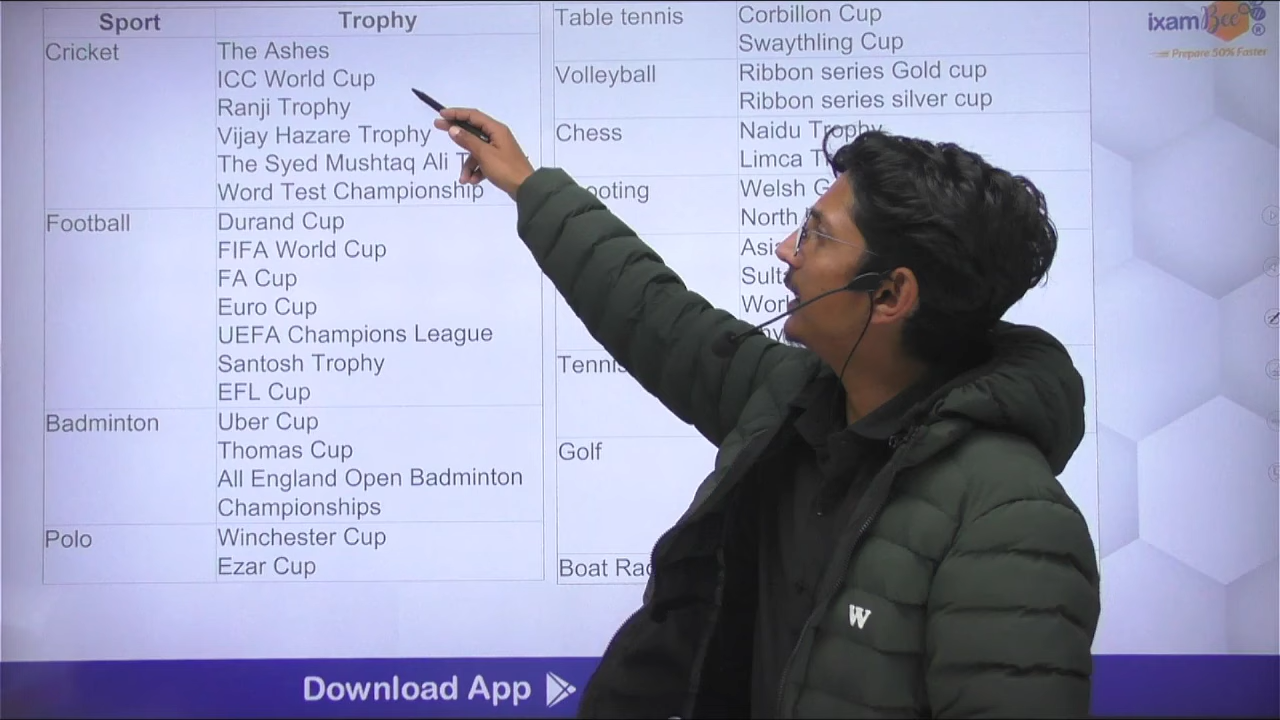 Sport Trophy
Cricket The Ashes
ICC World Cup
Ranji Trophy
Vijay Hazare Trophy
The Syed Mushtaq Ali
Word Test Championship
Football Durand Cup
FIFA World Cup
FA Cup
Euro Cup
UEFA Champions League
Santosh Trophy
EFL Cup
Badminton Uber Cup
Thomas Cup
All England Open Badminton
Championships
Polo Winchester Cup
Ezar Cup
Table tennis Corbillon Cup
Swaythling Cup
Volleyball Ribbon series Gold cup
Ribbon series silver cup
Chess Naidu Trophy
Limca
Welsh
North
Golf
Boat
ixamBee
Prepare 50% Faster
W
Download App